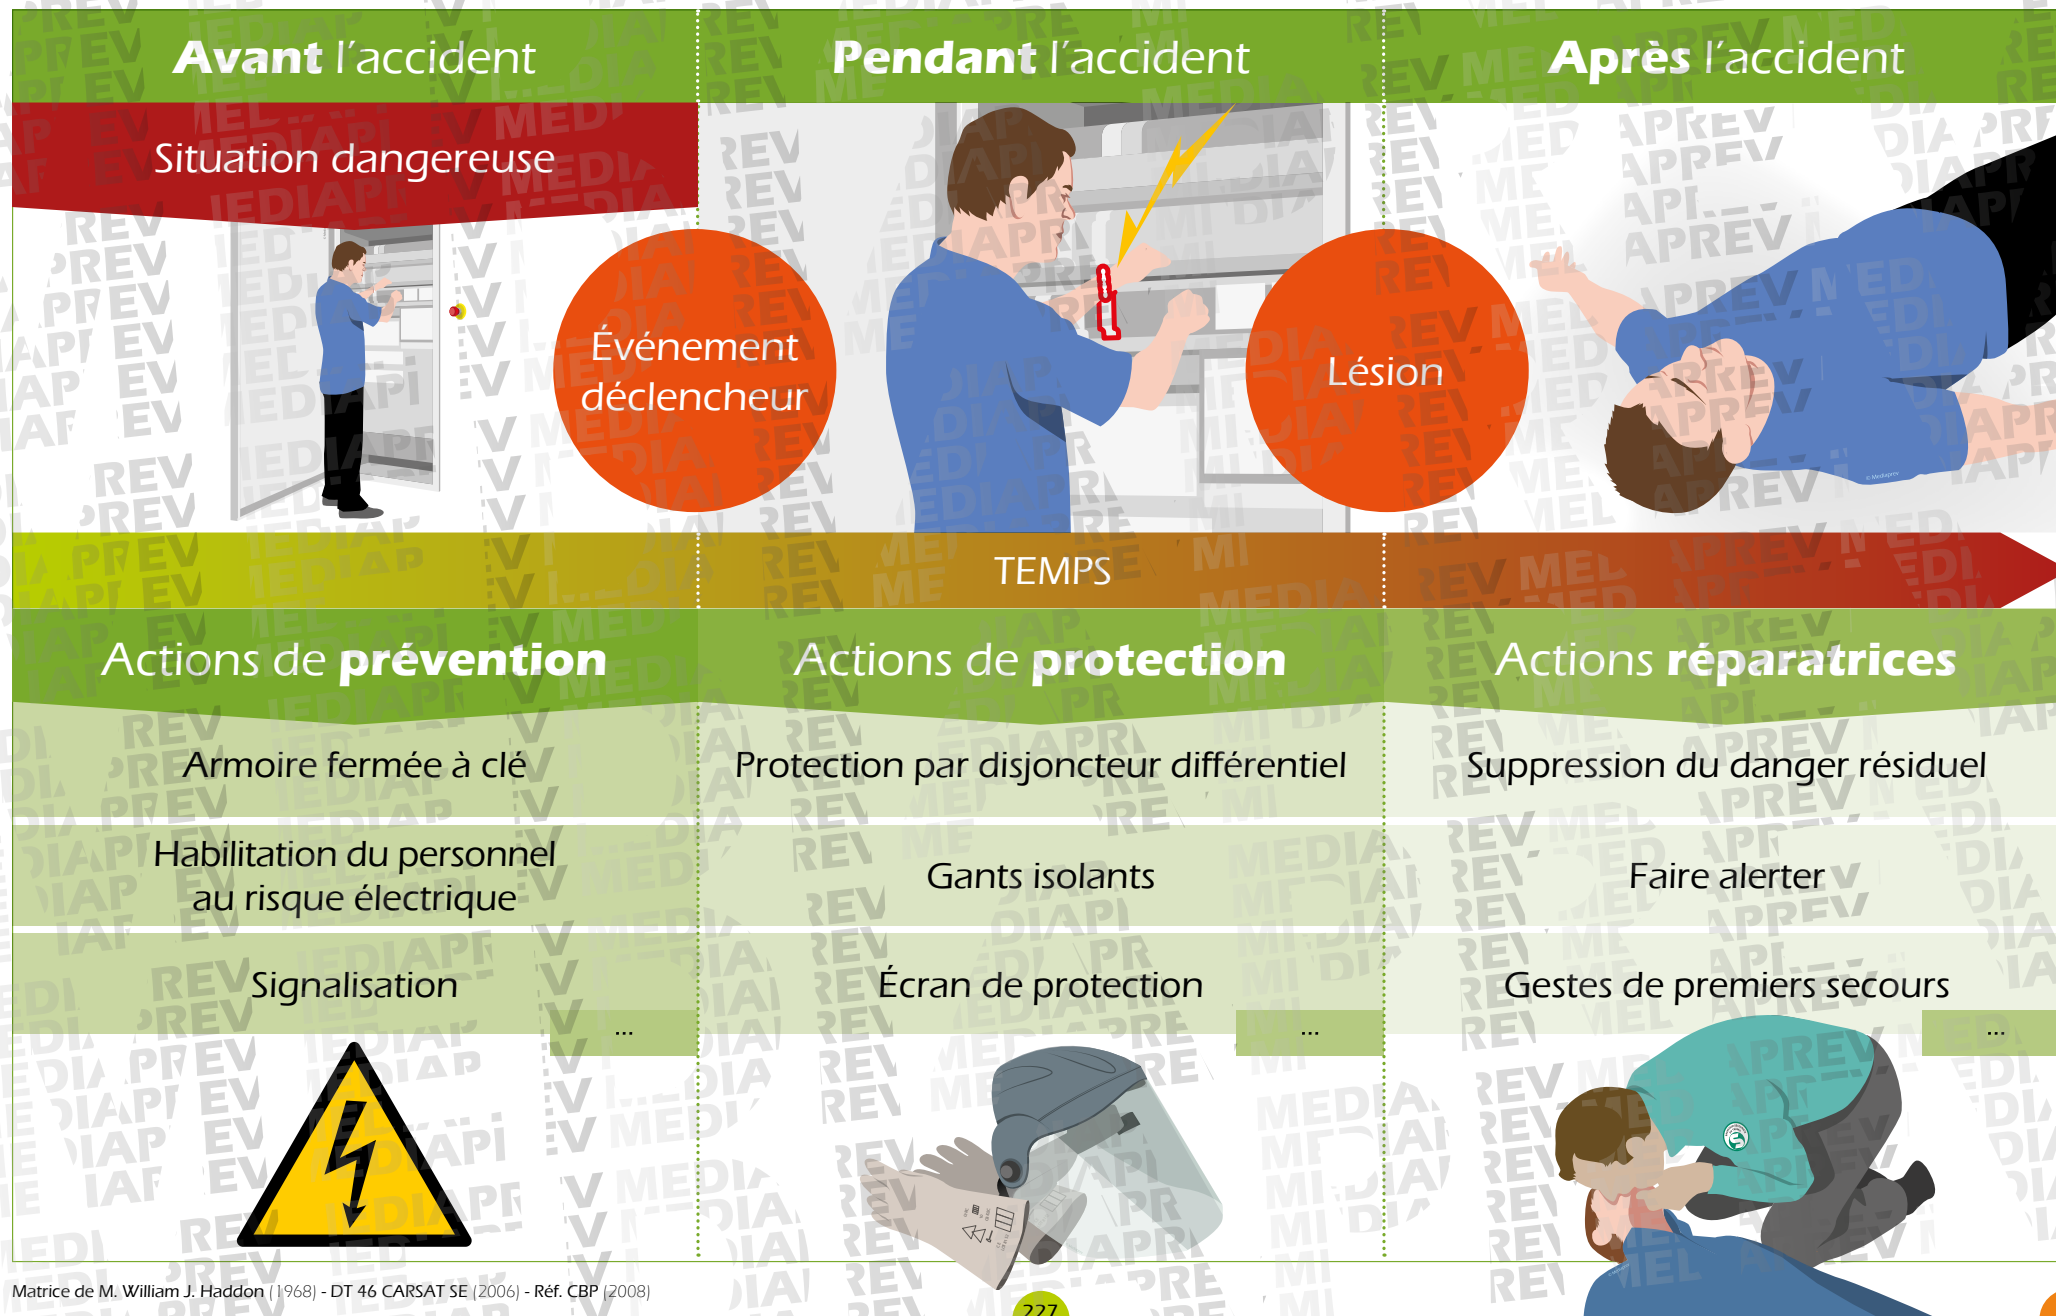 Avant l'accident
Pendant l'accident
Après l'accident
Situation dangereuse
Événement
déclencheur
Lésion
© Mediaprev
TEMPS
Actions de prévention
Actions de protection
Actions réparatrices
Armoire fermée à clé
Protection par disjoncteur différentiel
Suppression du danger résiduel
Habilitation du personnel
au risque électrique
Gants isolants
Faire alerter
Signalisation
Écran de protection
Gestes de premiers secours
...
...
...
Matrice de M. William J. Haddon (1968) - DT 46 CARSAT SE (2006) - Réf. CBP (2008)
227